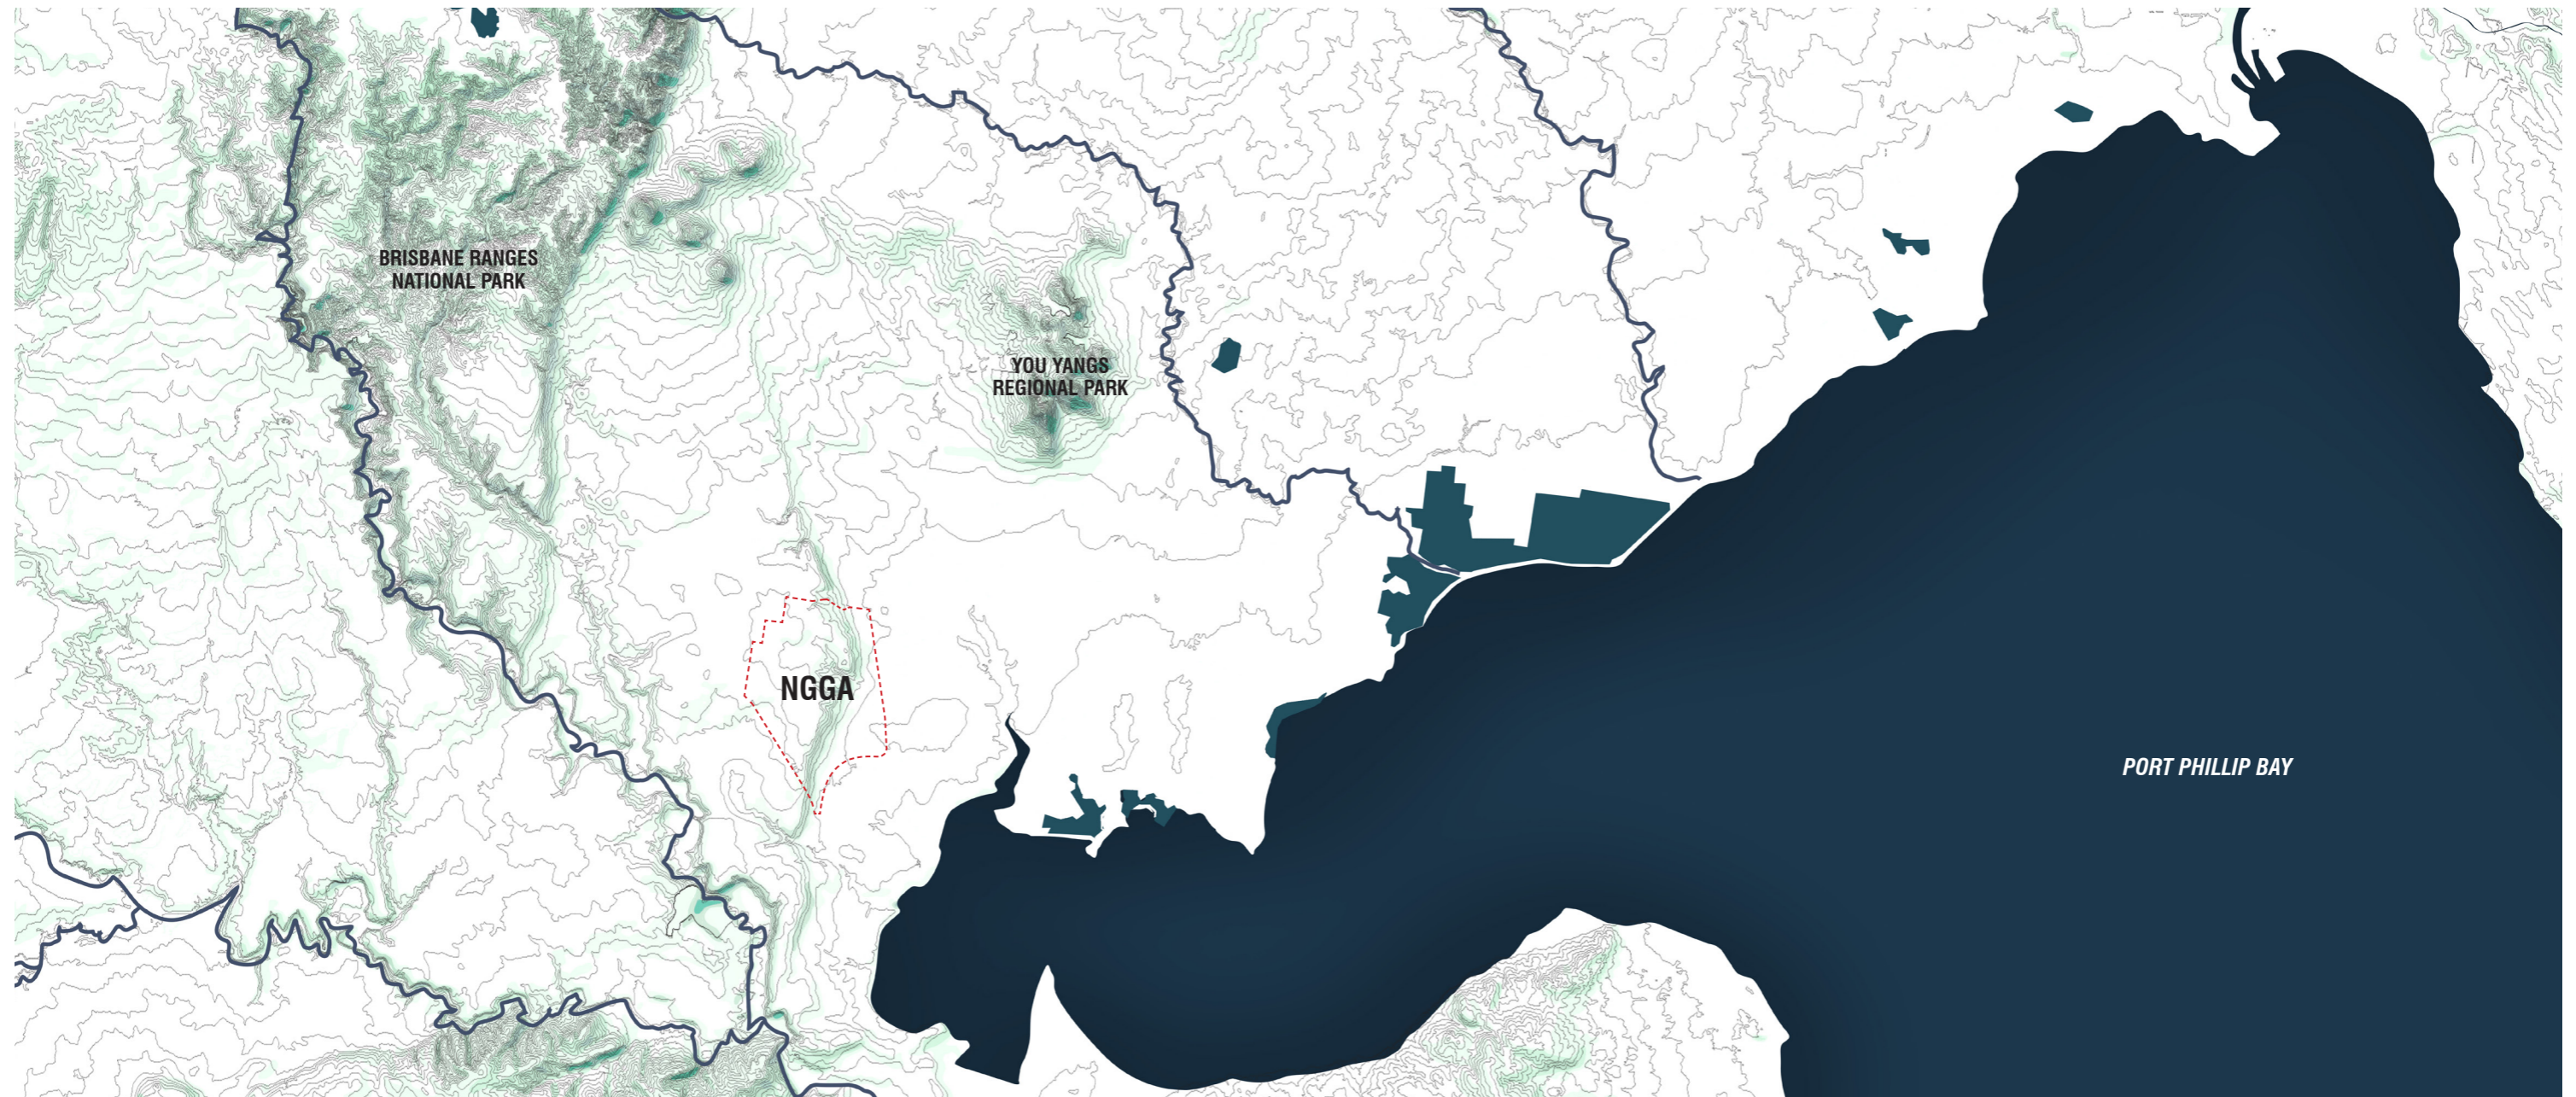 BRISBANE RANGES
NATIONAL PARK
YOU YANGS
REGIONAL PARK
NGGA
PORT PHILLIP BAY